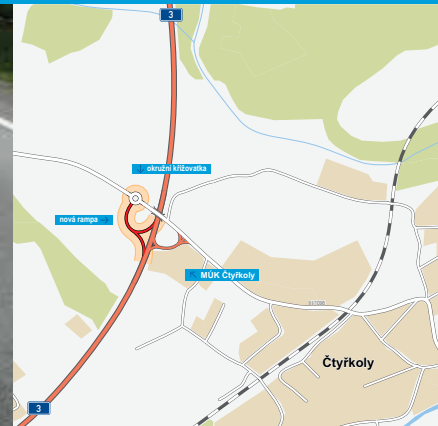 3
↓ okružní křižovatka
nová rampa →
↖ MÚK Čtyřkoly
Čtyřkoly
3